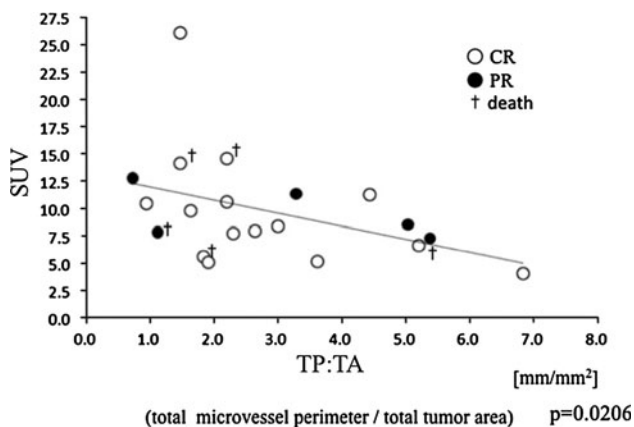 27.5
25.0
22.5
20.0
17.5
15.0
12.5
10.0
7.5
5.0
2.5
0.0
SUV
CR
PR
† death
†
†
†
†
†
0.0 1.0 2.0 3.0 4.0 5.0 6.0 7.0 8.0
TP:TA
[mm/mm²]
(total microvessel perimeter / total tumor area) p=0.0206